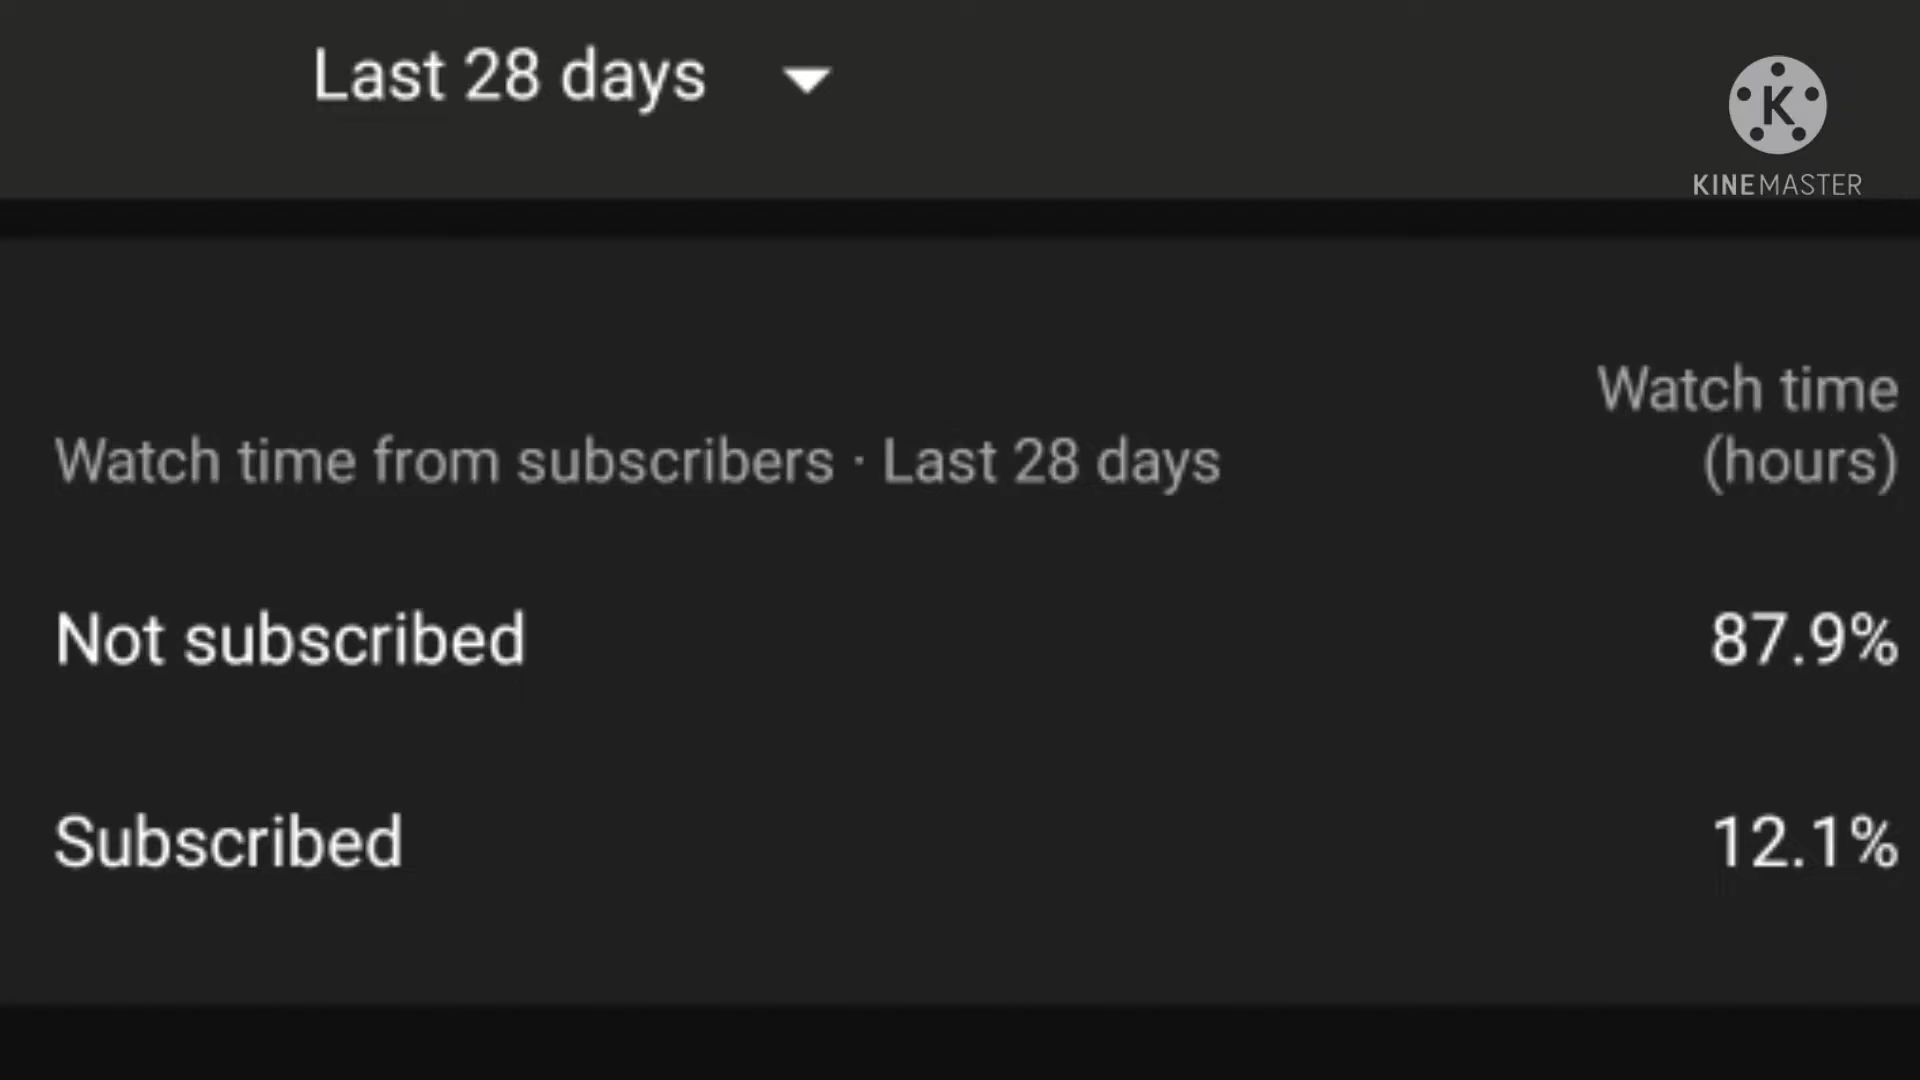 Last 28 days
K
KINEMASTER
Watch time
(hours)
Watch time from subscribers · Last 28 days
Not subscribed 87.9%
Subscribed 12.1%